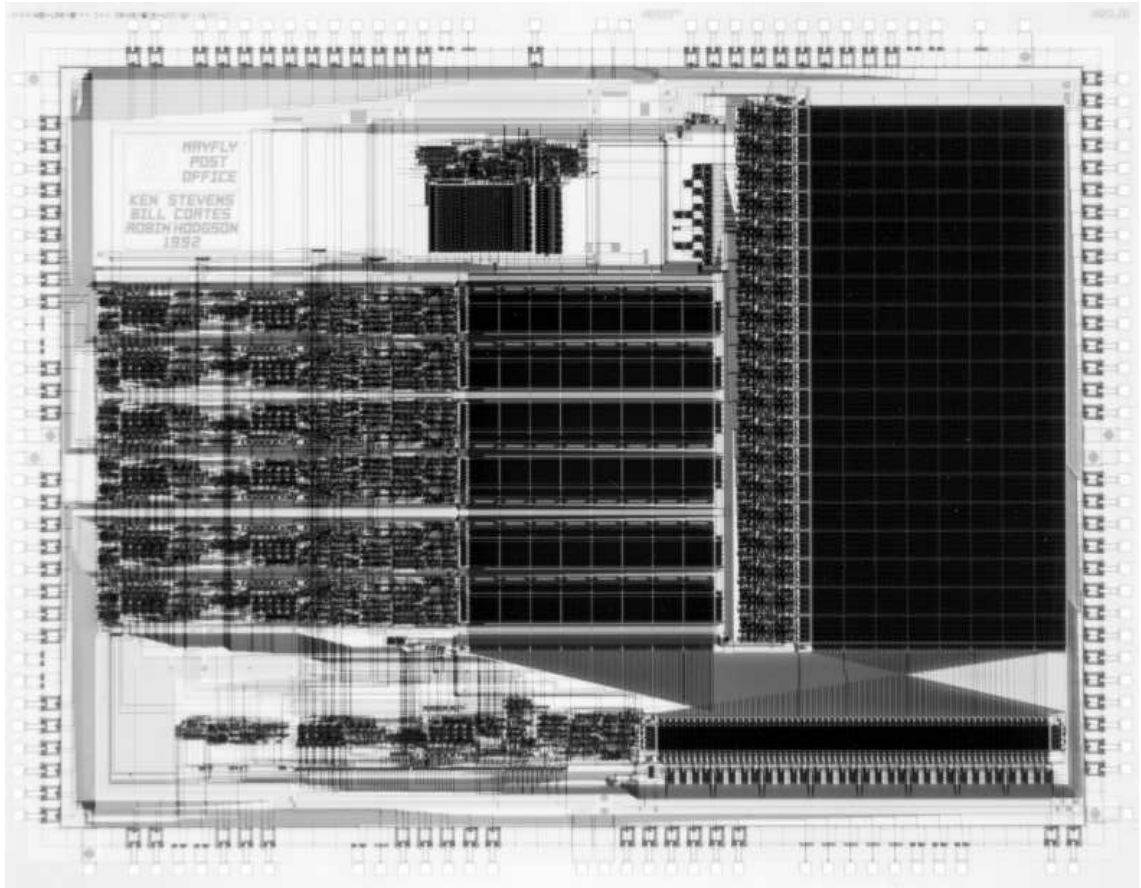 MAYFLY
POST
OFFICE
KEN STEVENS
BILL COATES
ROBIN HODGSON
1992